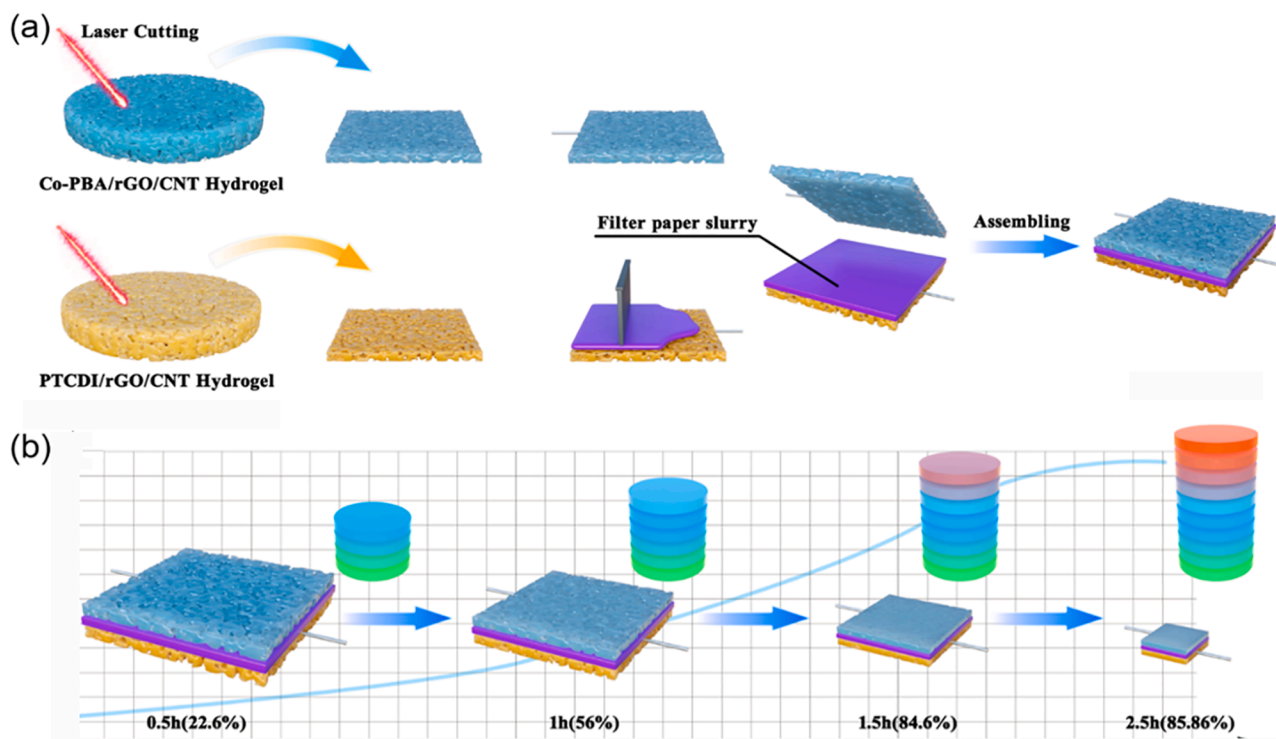 (a)
Laser Cutting
Co-PBA/rGO/CNT Hydrogel
Filter paper slurry
Assembling
PTCDI/rGO/CNT Hydrogel
(b)
0.5h(22.6%)
1h(56%)
1.5h(84.6%)
2.5h(85.86%)